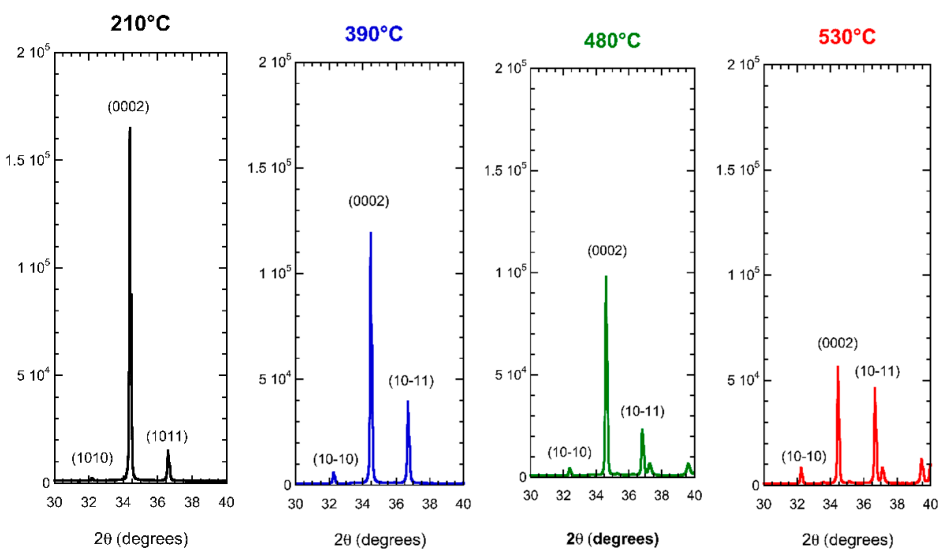 210°C
2 10⁵
(0002)
1.5 10⁵
1 10⁵
5 10⁴
(1010)
(1011)
0
30 32 34 36 38 40
2θ (degrees)
390°C
2 10⁵
1.5 10⁵
(0002)
1 10⁵
5 10⁴
(10-11)
(10-10)
0
30 32 34 36 38 40
2θ (degrees)
480°C
2 10⁵
1.5 10⁵
(0002)
1 10⁵
5 10⁴
(10-11)
(10-10)
0
30 32 34 36 38 40
2θ (degrees)
530°C
2 10⁵
1.5 10⁵
1 10⁵
(0002)
5 10⁴
(10-11)
(10-10)
0
30 32 34 36 38 40
2θ (degrees)